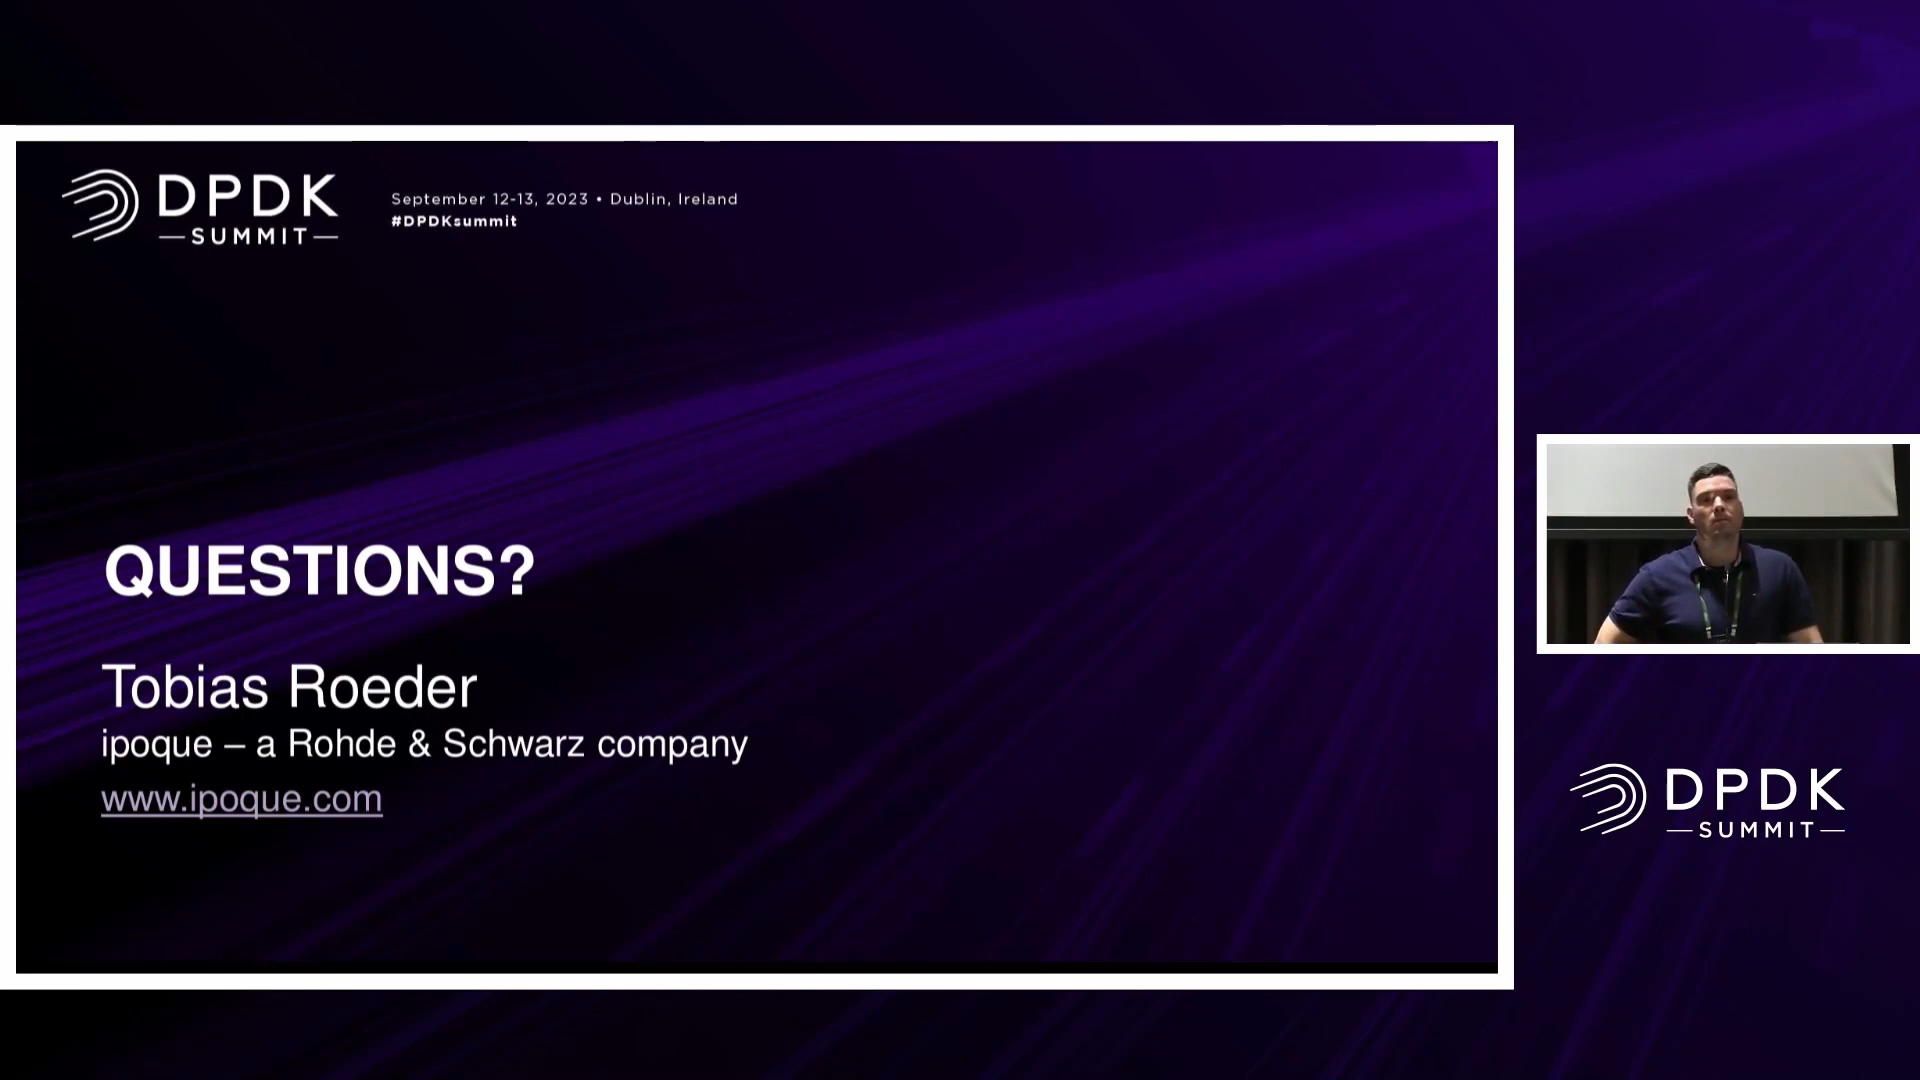 DPDK
SUMMIT
September 12-13, 2023 • Dublin, Ireland
#DPDKsummit
QUESTIONS?
Tobias Roeder
ipoque – a Rohde & Schwarz company
www.ipoque.com
DPDK
SUMMIT